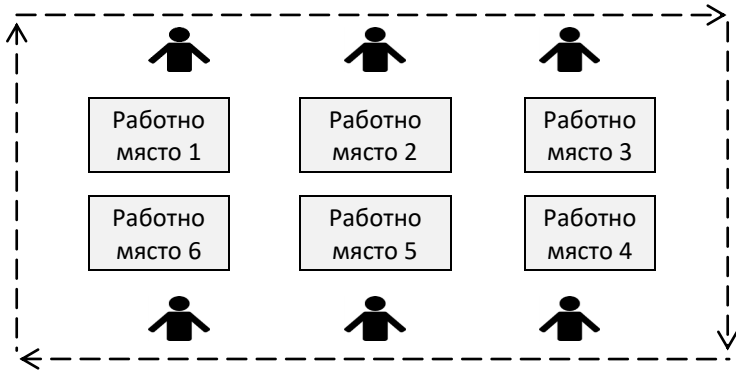 Работно
място 1
Работно
място 2
Работно
място 3
Работно
място 6
Работно
място 5
Работно
място 4